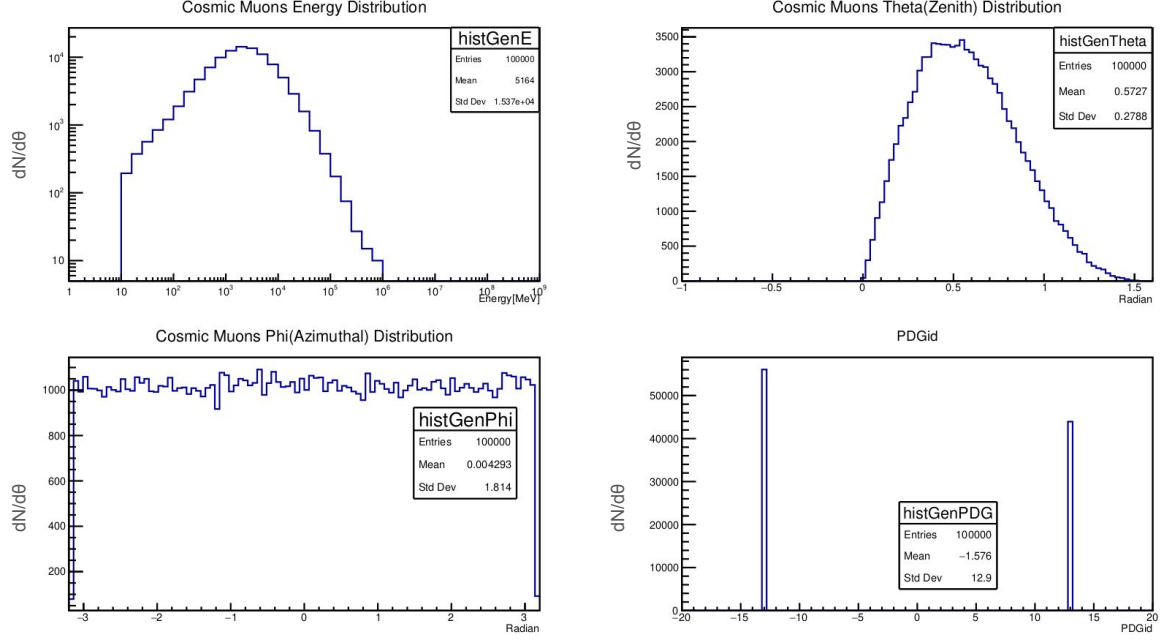 Cosmic Muons Energy Distribution
histGenE
Entries 100000
Mean 5164
Std Dev 1.537e+04
dN/dθ
10⁴
10³
10²
10
1 10 10² 10³ 10⁴ 10⁵ 10⁶ 10⁷ 10⁸ 10⁹
Energy[MeV]
Cosmic Muons Theta(Zenith) Distribution
histGenTheta
Entries 100000
Mean 0.5727
Std Dev 0.2788
dN/dθ
3500
3000
2500
2000
1500
1000
500
0
−1 −0.5 0 0.5 1 1.5
Radian
Cosmic Muons Phi(Azimuthal) Distribution
histGenPhi
Entries 100000
Mean 0.004293
Std Dev 1.814
dN/dθ
1000
800
600
400
200
−3 −2 −1 0 1 2 3
Radian
PDGid
histGenPDG
Entries 100000
Mean −1.576
Std Dev 12.9
dN/dθ
50000
40000
30000
20000
10000
0
−20 −15 −10 −5 0 5 10 15 20
PDGid